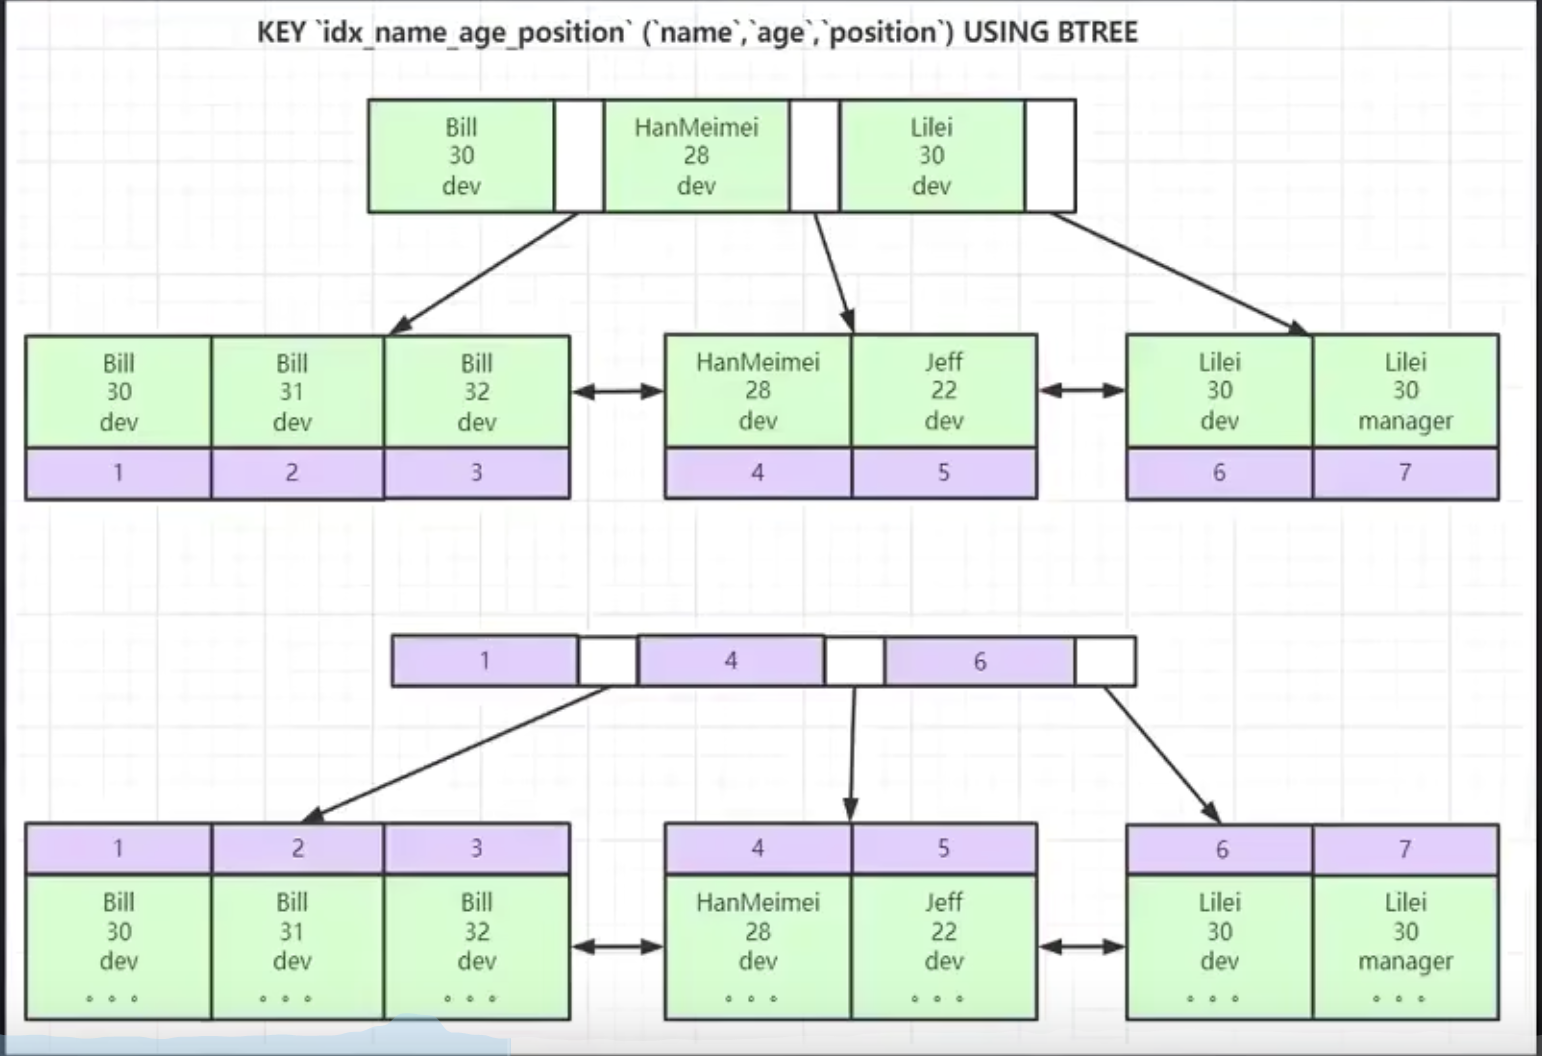 KEY `idx_name_age_position` (`name`,`age`,`position`) USING BTREE
Bill
30
dev
HanMeimei
28
dev
Lilei
30
dev
Bill
30
dev
1
Bill
31
dev
2
Bill
32
dev
3
HanMeimei
28
dev
4
Jeff
22
dev
5
Lilei
30
dev
6
Lilei
30
manager
7
1
4
6
1
Bill
30
dev
。。。
2
Bill
31
dev
。。。
3
Bill
32
dev
。。。
4
HanMeimei
28
dev
。。。
5
Jeff
22
dev
。。。
6
Lilei
30
dev
。。。
7
Lilei
30
manager
。。。